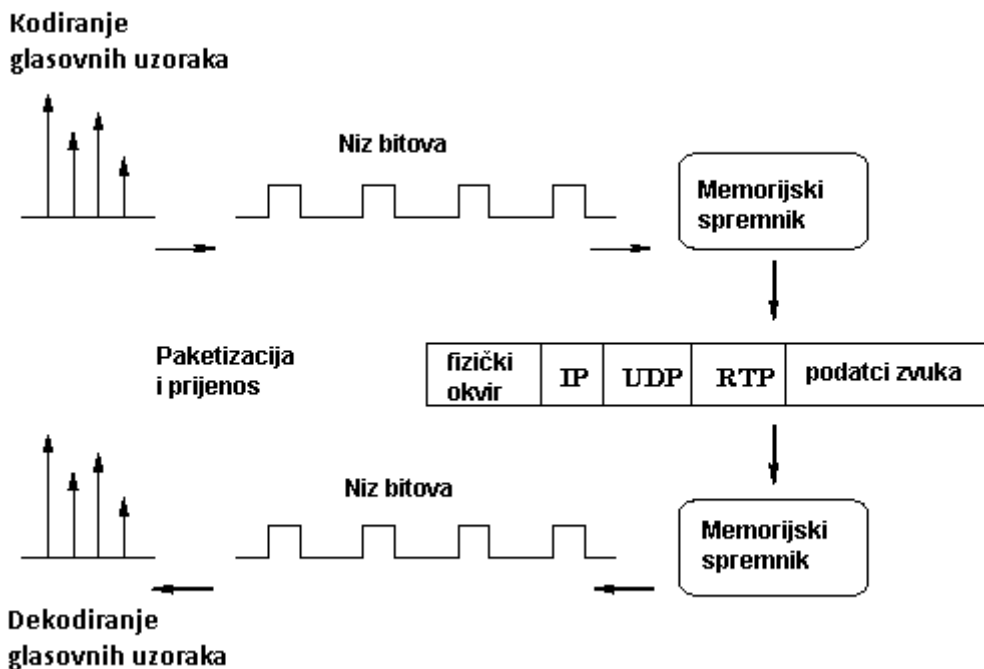 Kodiranje
glasovnih uzoraka
Niz bitova
Memorijski
spremnik
Paketizacija
i prijenos
fizički
okvir
IP
UDP
RTP
podatci zvuka
Niz bitova
Memorijski
spremnik
Dekodiranje
glasovnih uzoraka